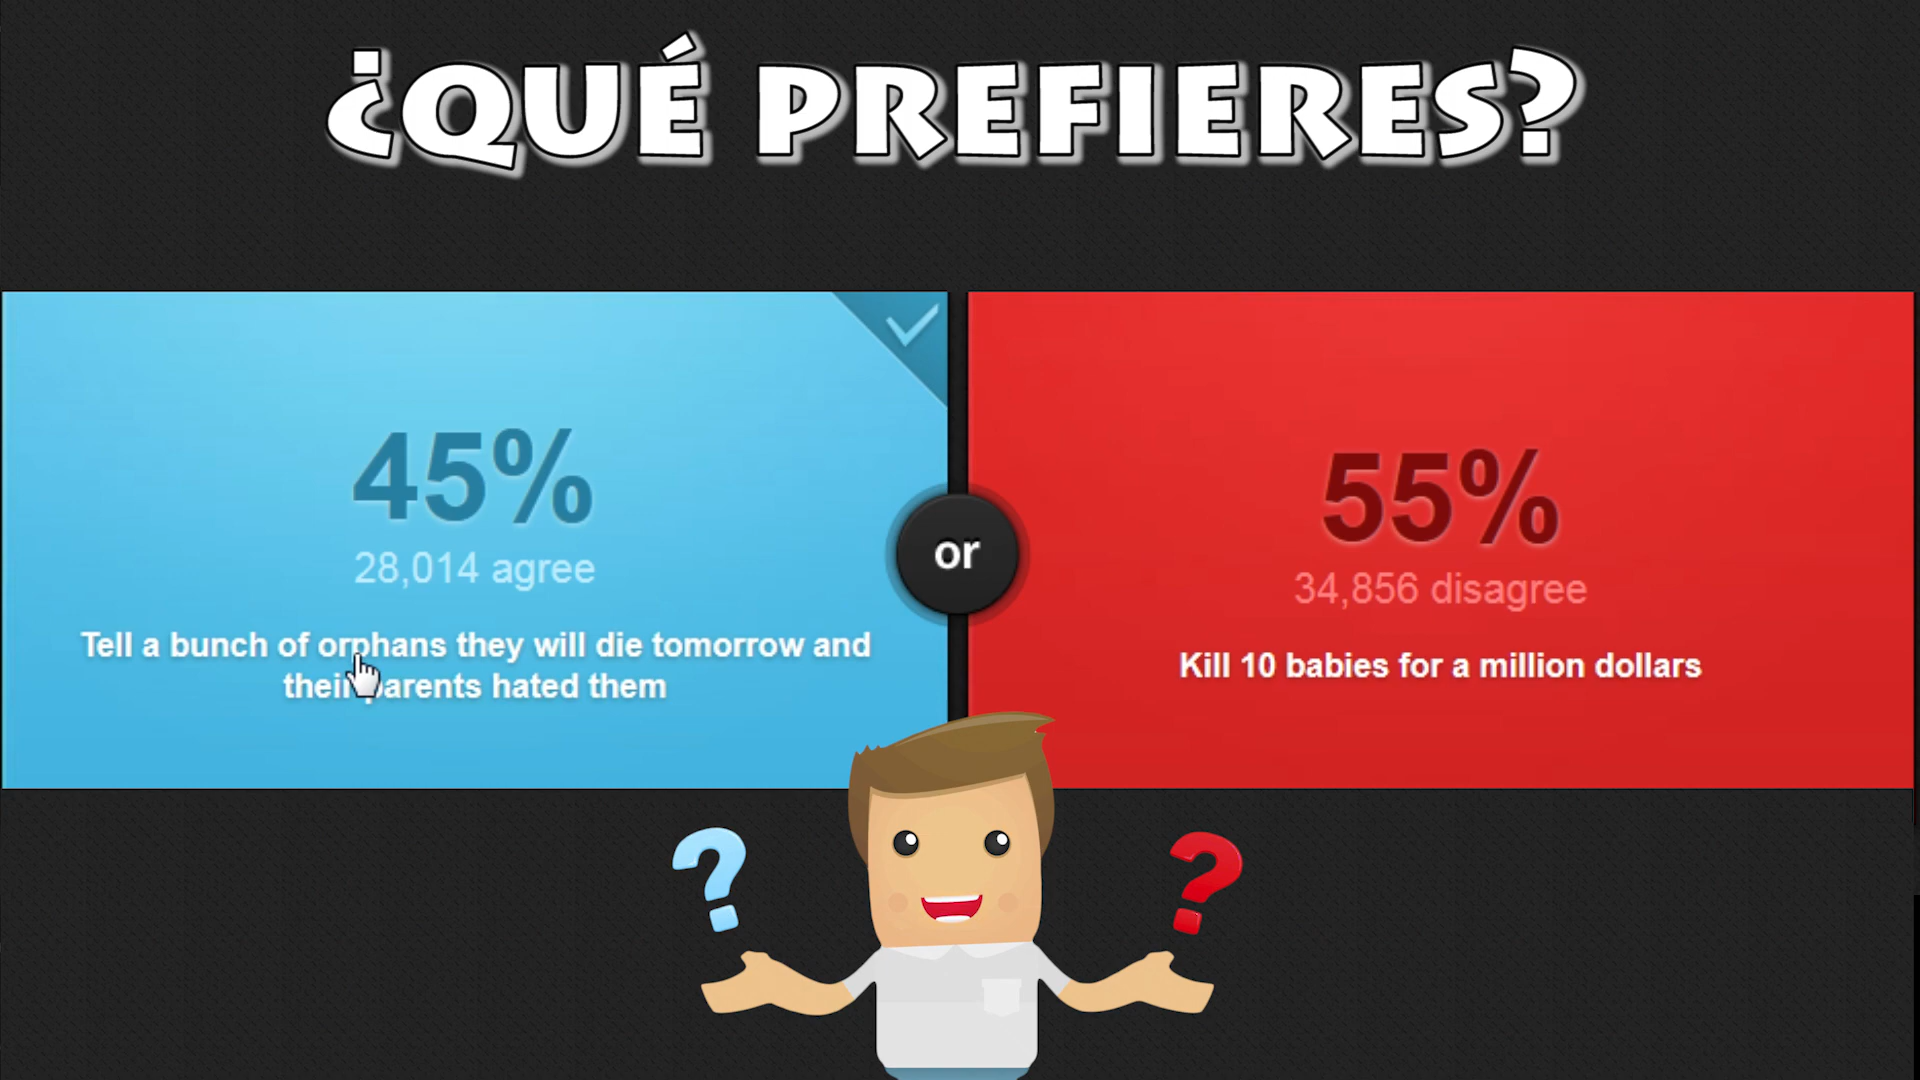 ¿QUÉ PREFIERES?
45%
28,014 agree
Tell a bunch of orphans they will die tomorrow and
their parents hated them
or
55%
34,856 disagree
Kill 10 babies for a million dollars
?
?